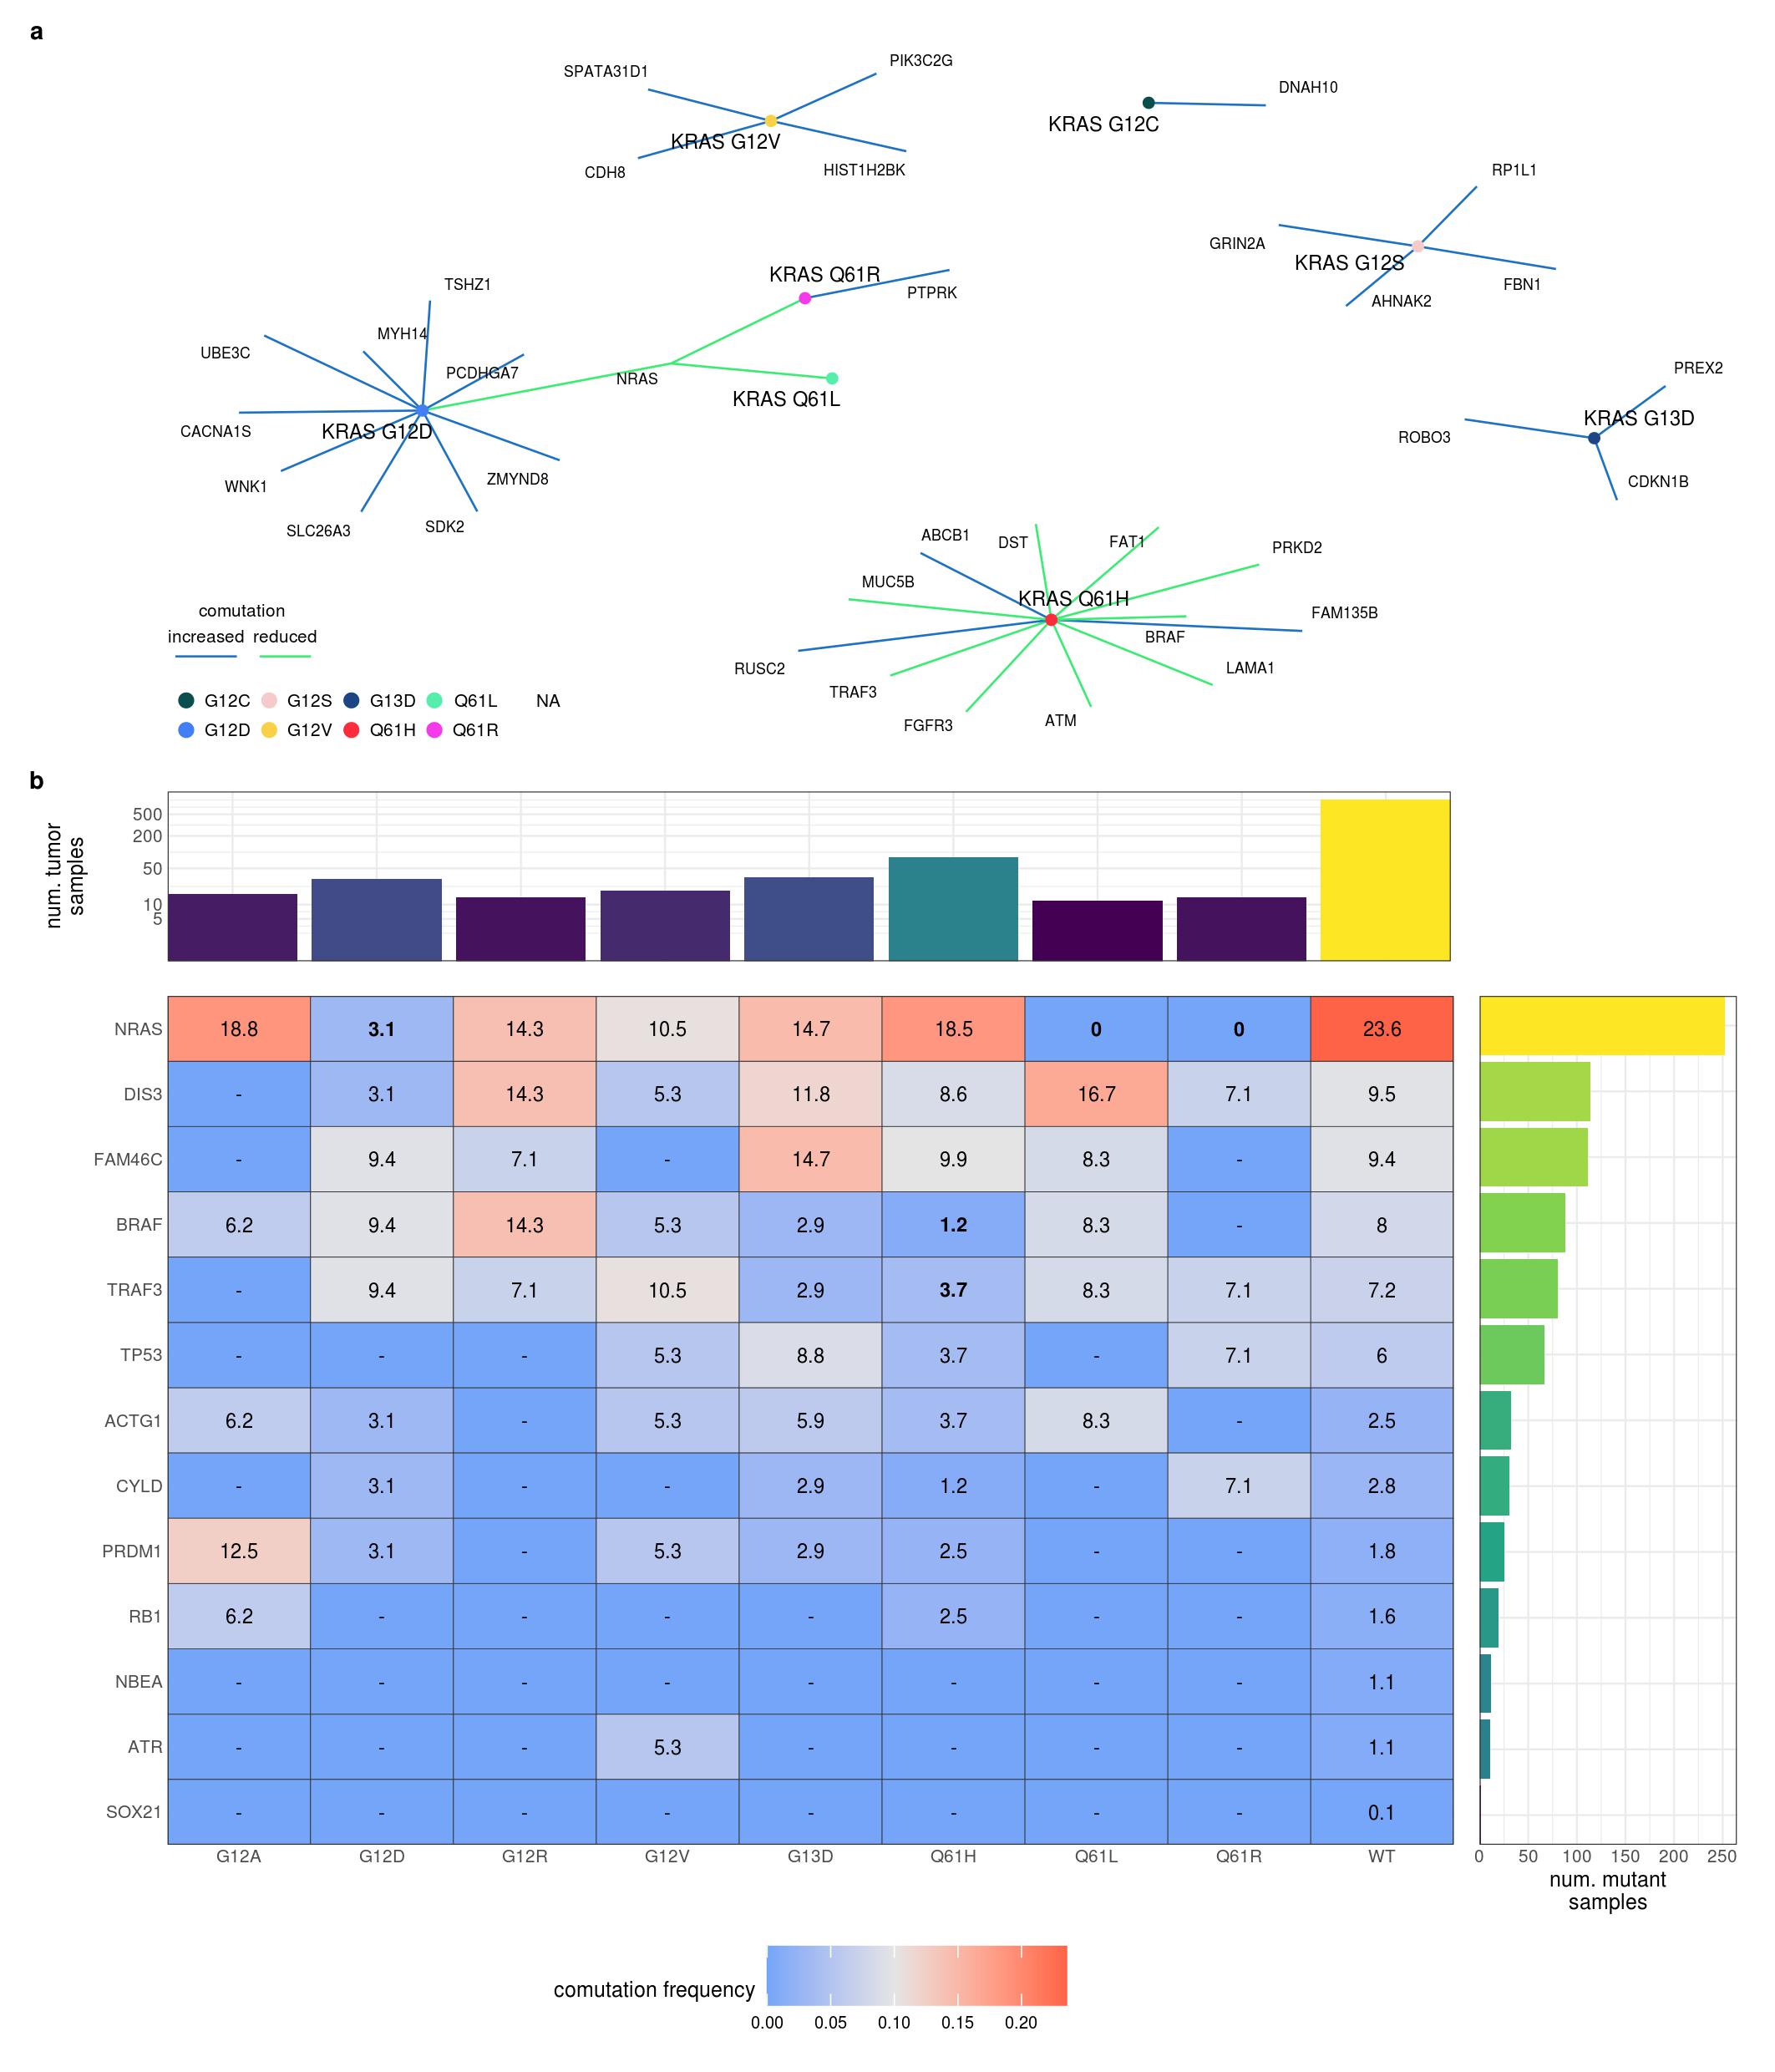 a
PIK3C2G
SPATA31D1
DNAH10
KRAS G12C
KRAS G12V
CDH8
HIST1H2BK
RP1L1
GRIN2A
KRAS G12S
FBN1
AHNAK2
KRAS Q61R
PTPRK
TSHZ1
MYH14
UBE3C
PCDHGA7
NRAS
KRAS Q61L
CACNA1S
KRAS G12D
WNK1
ZMYND8
SLC26A3
SDK2
PREX2
KRAS G13D
ROBO3
CDKN1B
ABCB1
DST
FAT1
PRKD2
MUC5B
KRAS Q61H
FAM135B
BRAF
RUSC2
LAMA1
TRAF3
FGFR3
ATM
comutation
increased reduced
G12C G12S G13D Q61L NA
G12D G12V Q61H Q61R
b
num. tumor
samples
500
200
50
10
5
NRAS 18.8 3.1 14.3 10.5 14.7 18.5 0 0 23.6
DIS3 - 3.1 14.3 5.3 11.8 8.6 16.7 7.1 9.5
FAM46C - 9.4 7.1 - 14.7 9.9 8.3 - 9.4
BRAF 6.2 9.4 14.3 5.3 2.9 1.2 8.3 - 8
TRAF3 - 9.4 7.1 10.5 2.9 3.7 8.3 7.1 7.2
TP53 - - - 5.3 8.8 3.7 - 7.1 6
ACTG1 6.2 3.1 - 5.3 5.9 3.7 8.3 - 2.5
CYLD - 3.1 - - 2.9 1.2 - 7.1 2.8
PRDM1 12.5 3.1 - 5.3 2.9 2.5 - - 1.8
RB1 6.2 - - - - 2.5 - - 1.6
NBEA - - - - - - - - 1.1
ATR - - - 5.3 - - - - 1.1
SOX21 - - - - - - - - 0.1
G12A G12D G12R G12V G13D Q61H Q61L Q61R WT
0 50 100 150 200 250
num. mutant
samples
comutation frequency
0.00 0.05 0.10 0.15 0.20